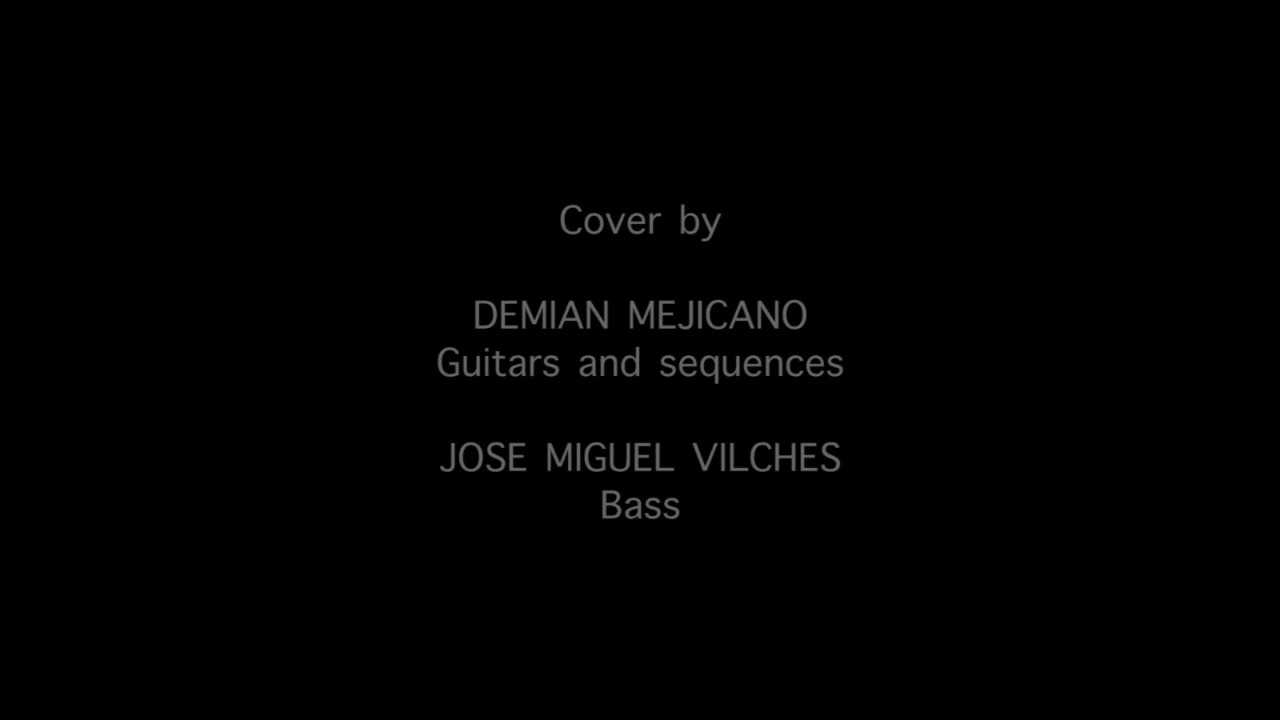 Cover by
DEMIAN MEJICANO
Guitars and sequences
JOSE MIGUEL VILCHES
Bass